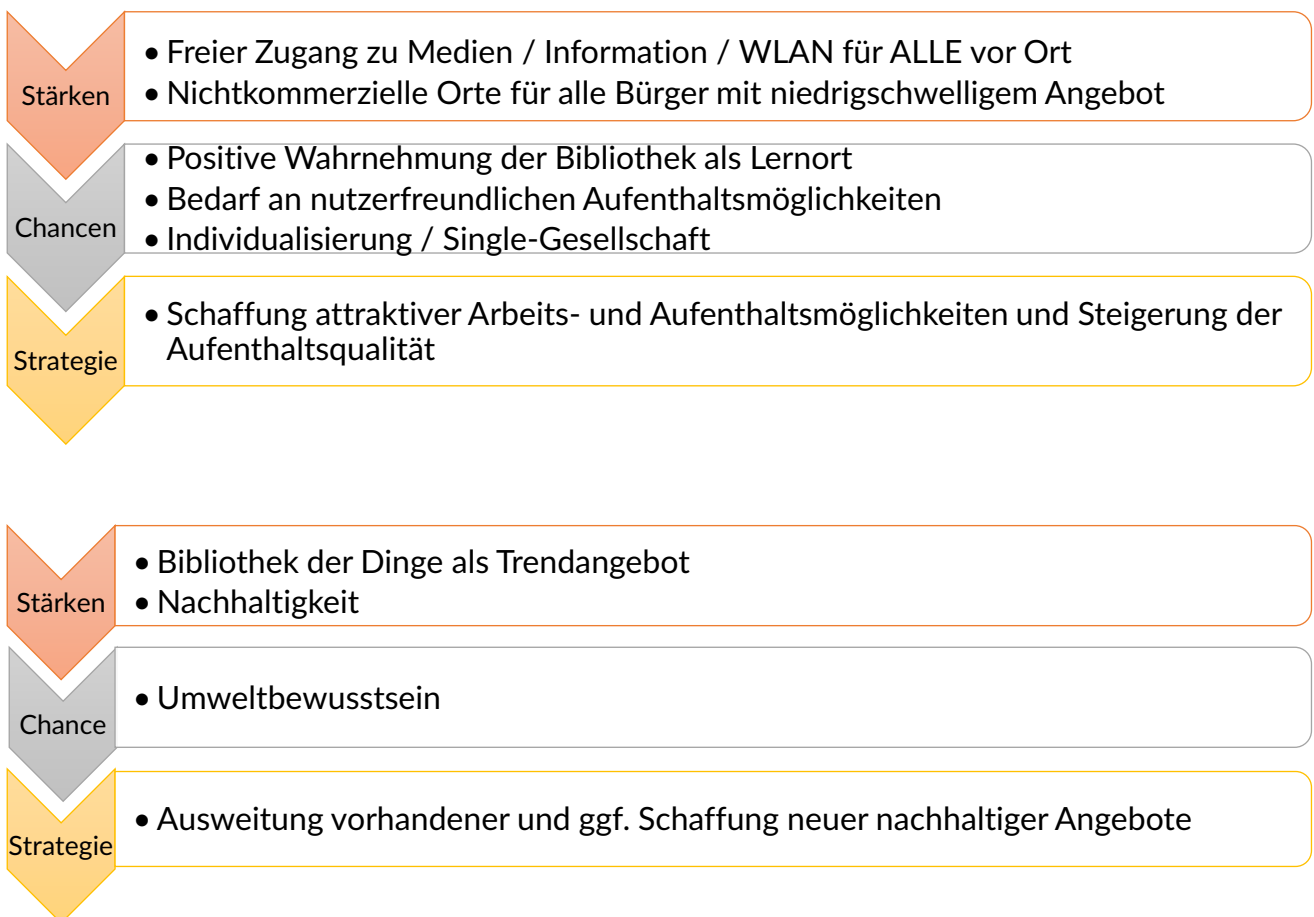 Stärken
• Freier Zugang zu Medien / Information / WLAN für ALLE vor Ort
• Nichtkommerzielle Orte für alle Bürger mit niedrigschwelligem Angebot
Chancen
• Positive Wahrnehmung der Bibliothek als Lernort
• Bedarf an nutzerfreundlichen Aufenthaltsmöglichkeiten
• Individualisierung / Single-Gesellschaft
Strategie
• Schaffung attraktiver Arbeits- und Aufenthaltsmöglichkeiten und Steigerung der
Aufenthaltsqualität
Stärken
• Bibliothek der Dinge als Trendangebot
• Nachhaltigkeit
Chance
• Umweltbewusstsein
Strategie
• Ausweitung vorhandener und ggf. Schaffung neuer nachhaltiger Angebote